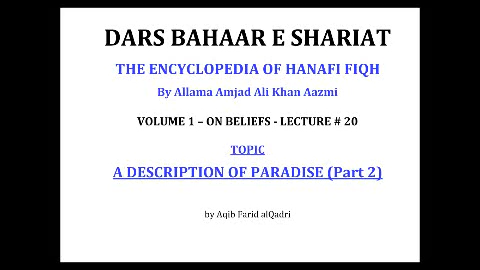 DARS BAHAAR E SHARIAT
THE ENCYCLOPEDIA OF HANAFI FIQH
By Allama Amjad Ali Khan Aazmi
VOLUME 1 – ON BELIEFS - LECTURE # 20
TOPIC
A DESCRIPTION OF PARADISE (Part 2)
by Aqib Farid alQadri